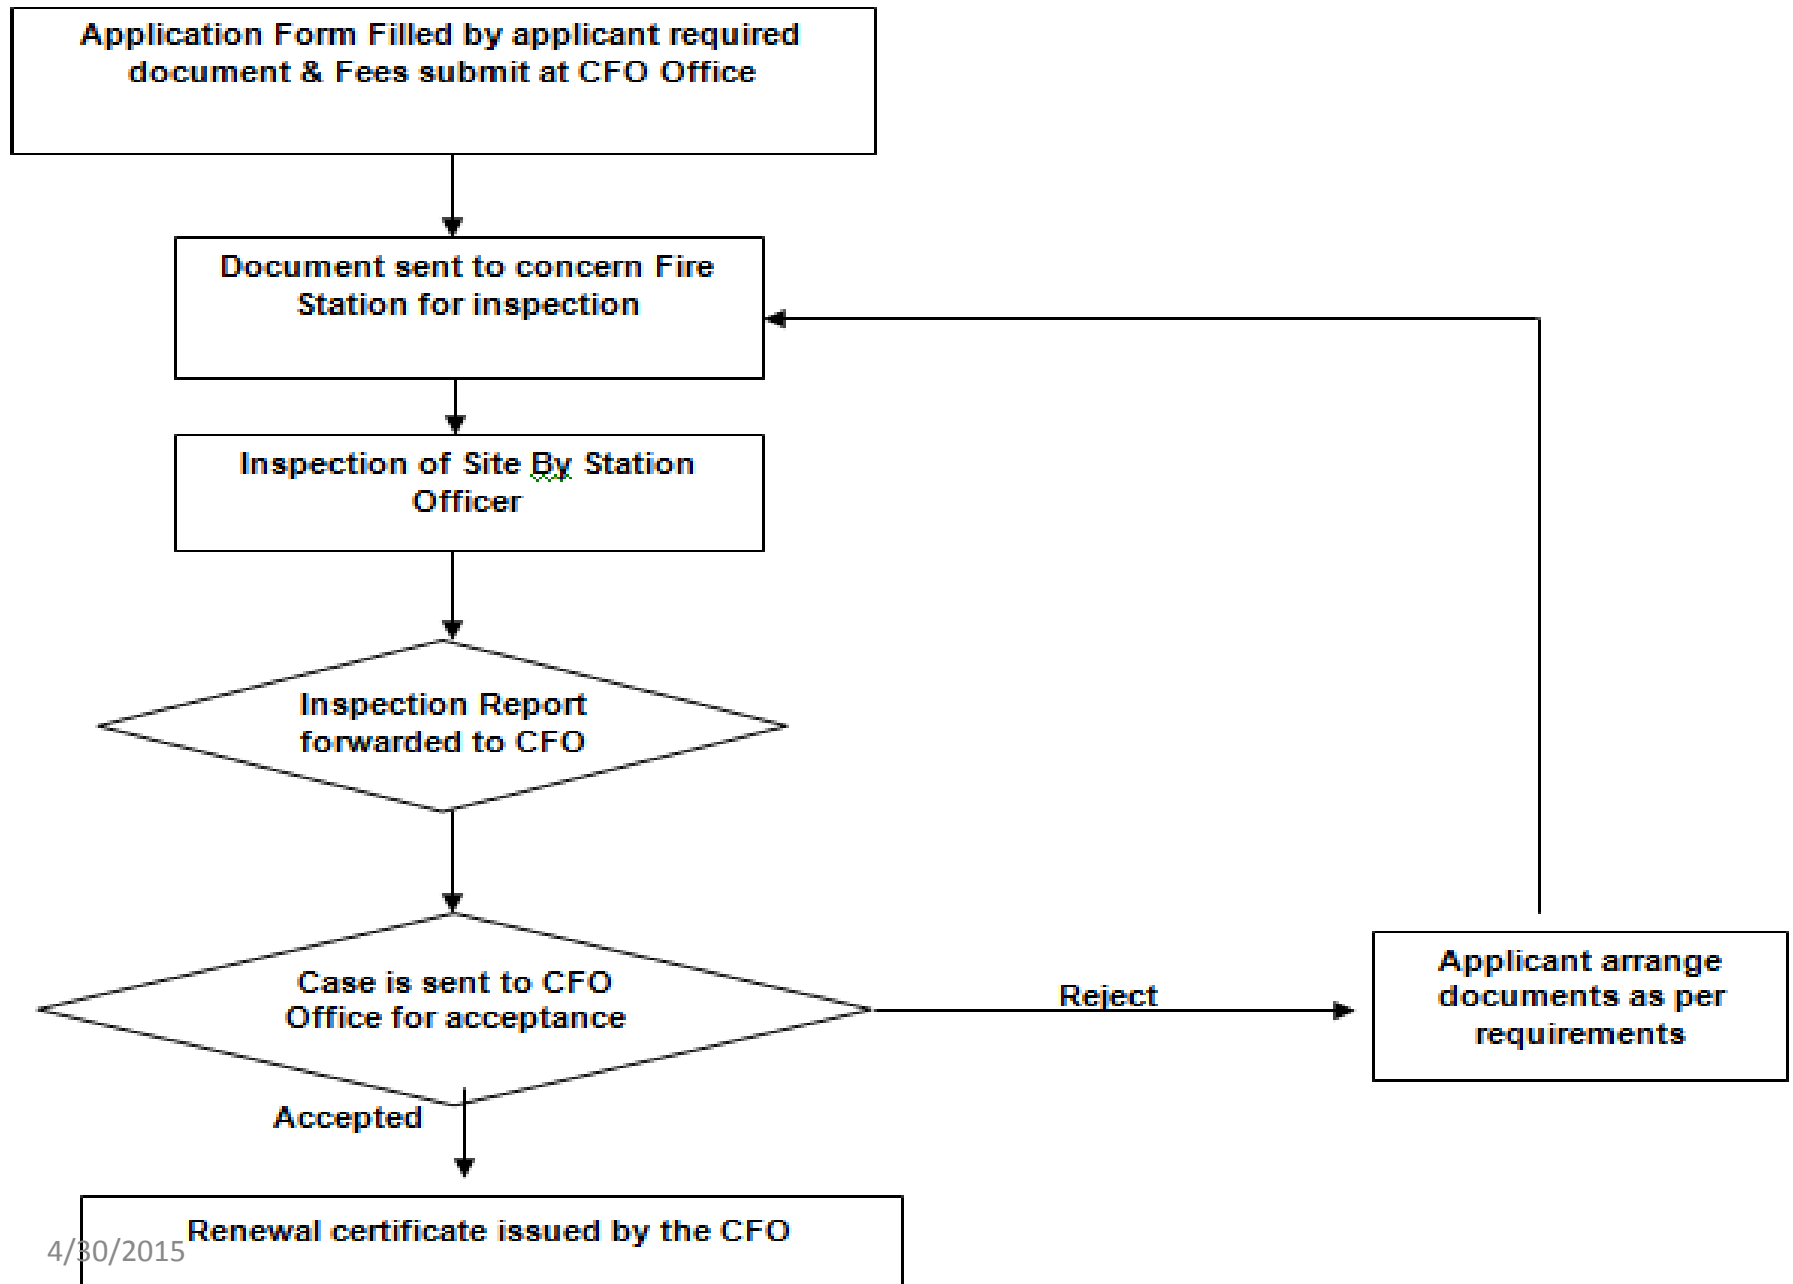 Application Form Filled by applicant required
document & Fees submit at CFO Office
Document sent to concern Fire
Station for inspection
Inspection of Site By Station
Officer
Inspection Report
forwarded to CFO
Case is sent to CFO
Office for acceptance
Reject
Applicant arrange
documents as per
requirements
Accepted
Renewal certificate issued by the CFO
4/30/2015